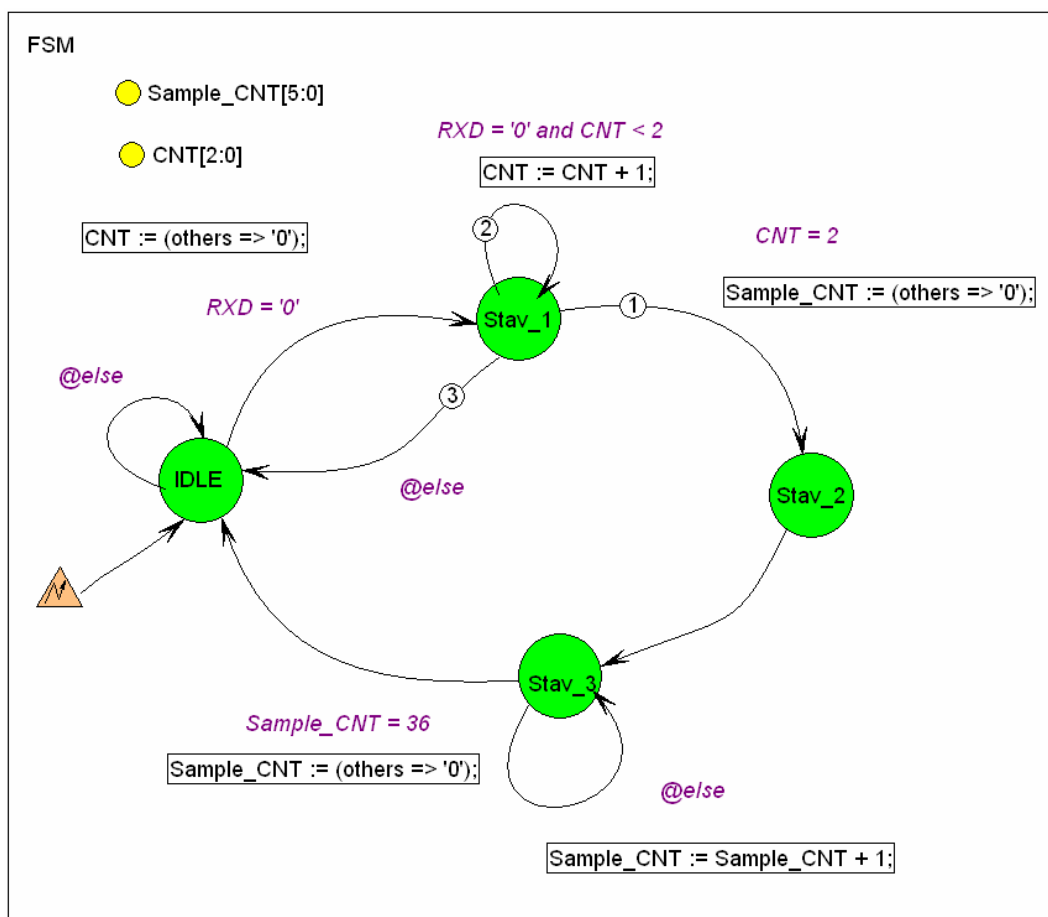 FSM
Sample_CNT[5:0]
CNT[2:0]
RXD = '0' and CNT < 2
CNT := CNT + 1;
CNT := (others => '0');
2
CNT = 2
Sample_CNT := (others => '0');
RXD = '0'
1
Stav_1
@else
3
IDLE
@else
Stav_2
Stav_3
Sample_CNT = 36
Sample_CNT := (others => '0');
@else
Sample_CNT := Sample_CNT + 1;